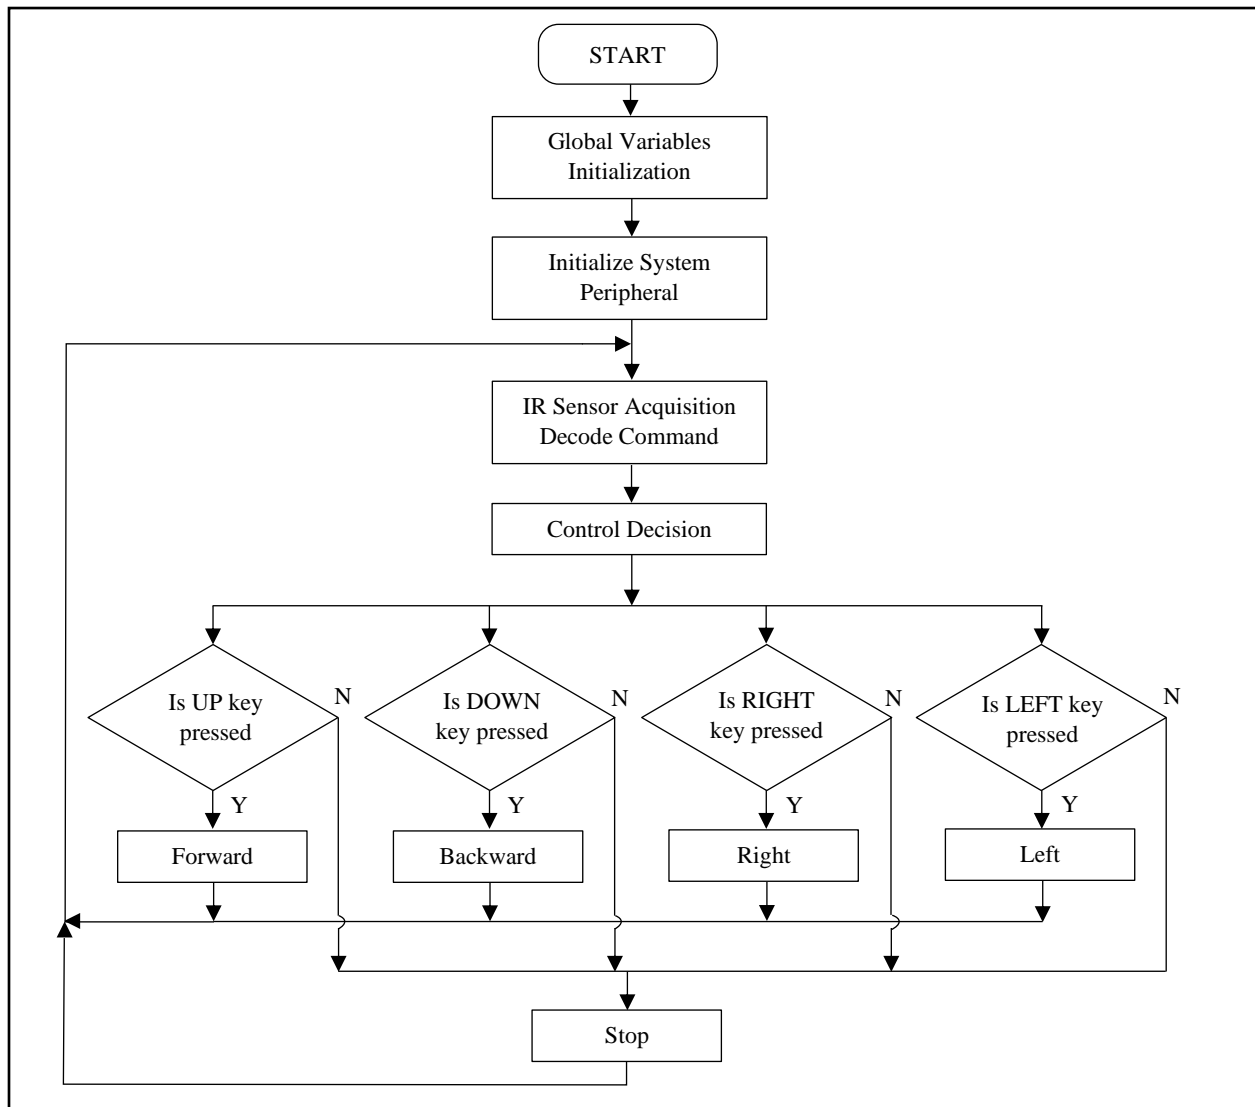 START
Global Variables
Initialization
Initialize System
Peripheral
IR Sensor Acquisition
Decode Command
Control Decision
Is UP key
pressed
N
Y
Is DOWN
key pressed
N
Y
Is RIGHT
key pressed
N
Y
Is LEFT key
pressed
N
Y
Forward
Backward
Right
Left
Stop